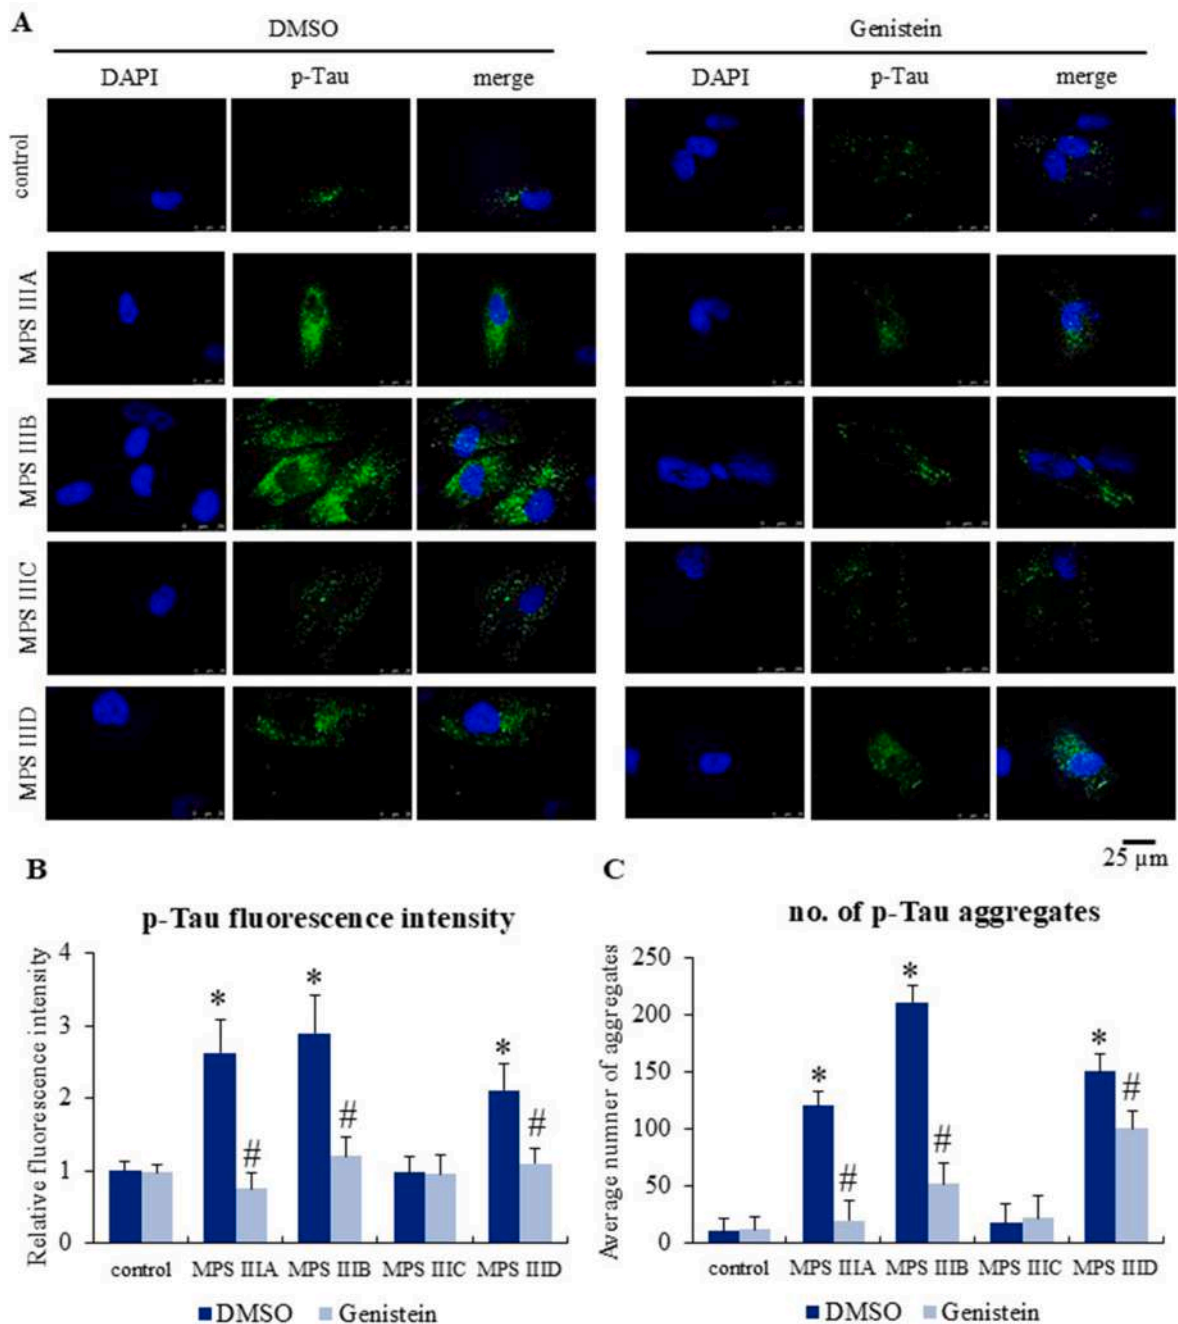 A
DMSO
Genistein
DAPI
p-Tau
merge
DAPI
p-Tau
merge
control
MPS IIIA
MPS IIIB
MPS IIIC
MPS IIID
25 µm
B
p-Tau fluorescence intensity
Relative fluorescence intensity
4
3
2
1
0
*
#
*
#
*
#
control
MPS IIIA
MPS IIIB
MPS IIIC
MPS IIID
DMSO
Genistein
C
no. of p-Tau aggregates
Average numner of aggregates
250
200
150
100
50
0
*
#
*
#
*
#
control
MPS IIIA
MPS IIIB
MPS IIIC
MPS IIID
DMSO
Genistein